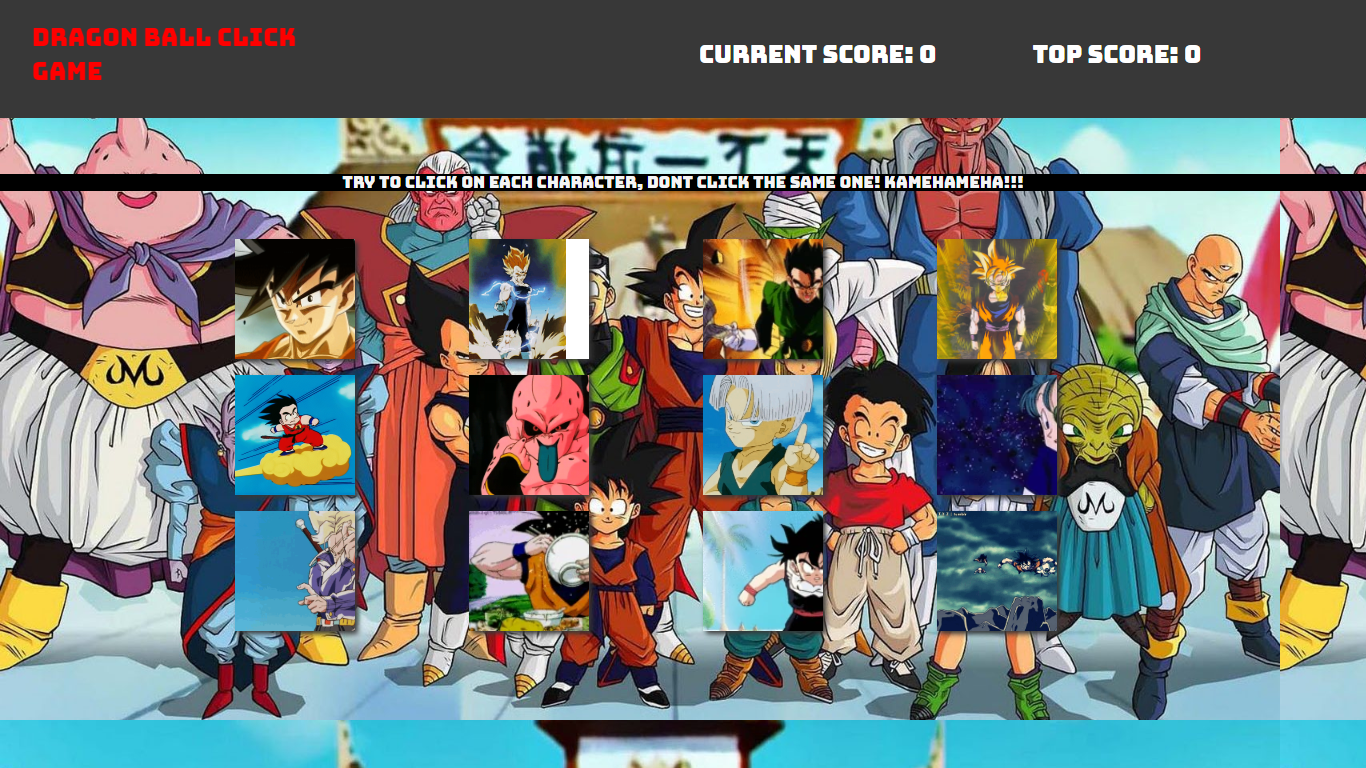 DRAGON BALL CLICK
GAME
CURRENT SCORE: 0
TOP SCORE: 0
TRY TO CLICK ON EACH CHARACTER, DONT CLICK THE SAME ONE! KAMEHAMEHA!!!